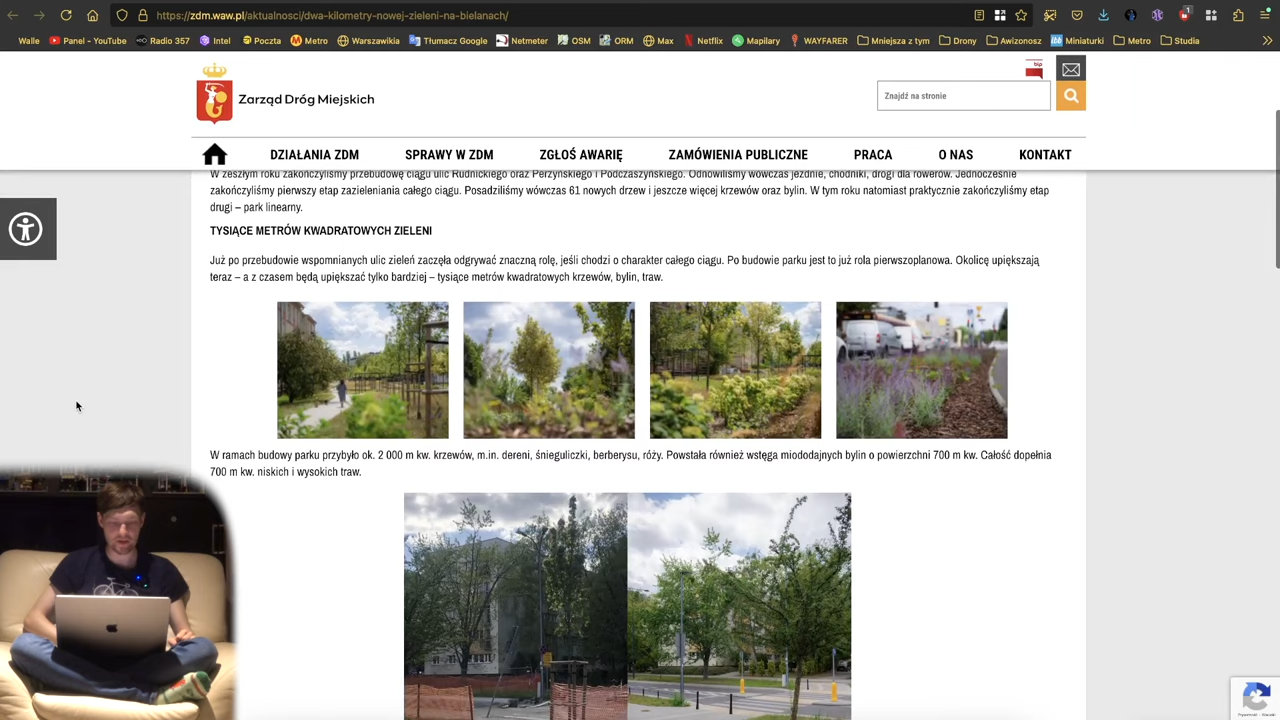 https://zdm.waw.pl/aktualnosci/dwa-kilometry-nowej-zieleni-na-bielanach/
Walle Panel - YouTube Radio 357 Intel Poczta Metro Warszawikia Tłumacz Google Netmeter OSM ORM Max Netflix Mapilary WAYFARER Mniejsza z tym Drony Awizonosz Miniaturki Metro Studia
bip
Zarząd Dróg Miejskich
Znajdź na stronie
DZIAŁANIA ZDM SPRAWY W ZDM ZGŁOŚ AWARIĘ ZAMÓWIENIA PUBLICZNE PRACA O NAS KONTAKT
W zeszłym roku zakończyliśmy przebudowę ciągu ulic Rudnickiego oraz Perzyńskiego i Podczaszyńskiego. Odnowiliśmy wówczas jezdnie, chodniki, drogi dla rowerów. Jednocześnie
zakończyliśmy pierwszy etap zazieleniania całego ciągu. Posadziliśmy wówczas 61 nowych drzew i jeszcze więcej krzewów oraz bylin. W tym roku natomiast praktycznie zakończyliśmy etap
drugi – park linearny.
TYSIĄCE METRÓW KWADRATOWYCH ZIELENI
Już po przebudowie wspomnianych ulic zieleń zaczęła odgrywać znaczną rolę, jeśli chodzi o charakter całego ciągu. Po budowie parku jest to już rola pierwszoplanowa. Okolicę upiększają
teraz – a z czasem będą upiększać tylko bardziej – tysiące metrów kwadratowych krzewów, bylin, traw.
W ramach budowy parku przybyło ok. 2 000 m kw. krzewów, m.in. dereni, śnieguliczki, berberysu, róży. Powstała również wstęga miododajnych bylin o powierzchni 700 m kw. Całość dopełnia
700 m kw. niskich i wysokich traw.